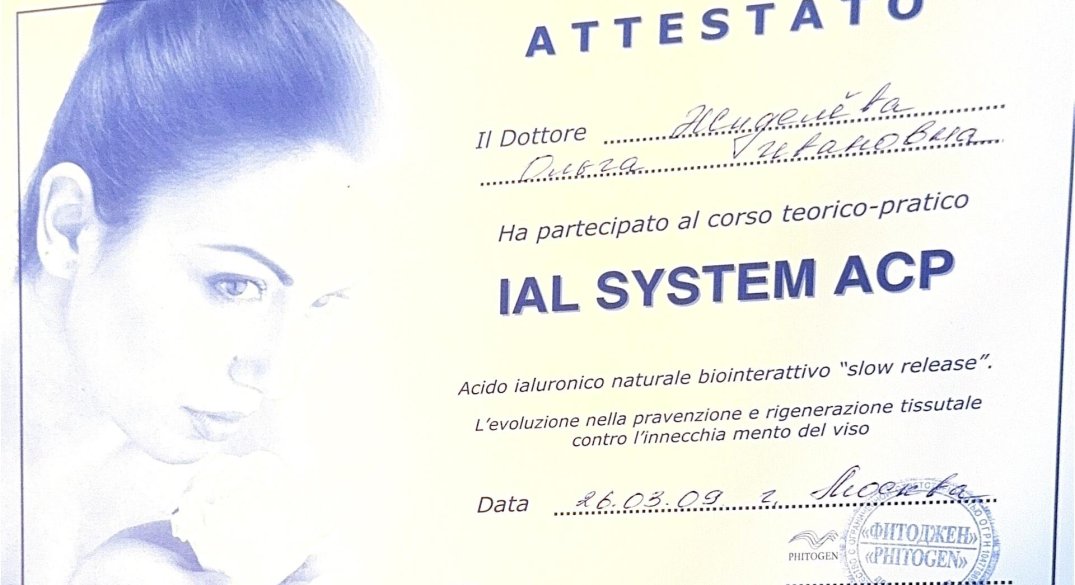 ATTESTATO
Il Dottore Жиделёва
Ольга Ивановна
Ha partecipato al corso teorico-pratico
IAL SYSTEM ACP
Acido ialuronico naturale biointerattivo “slow release”.
L’evoluzione nella pravenzione e rigenerazione tissutale
contro l’innecchia mento del viso
Data 26.03.09 г. Москва
PHITOGEN
«ФИТОДЖЕН»
«PHITOGEN»